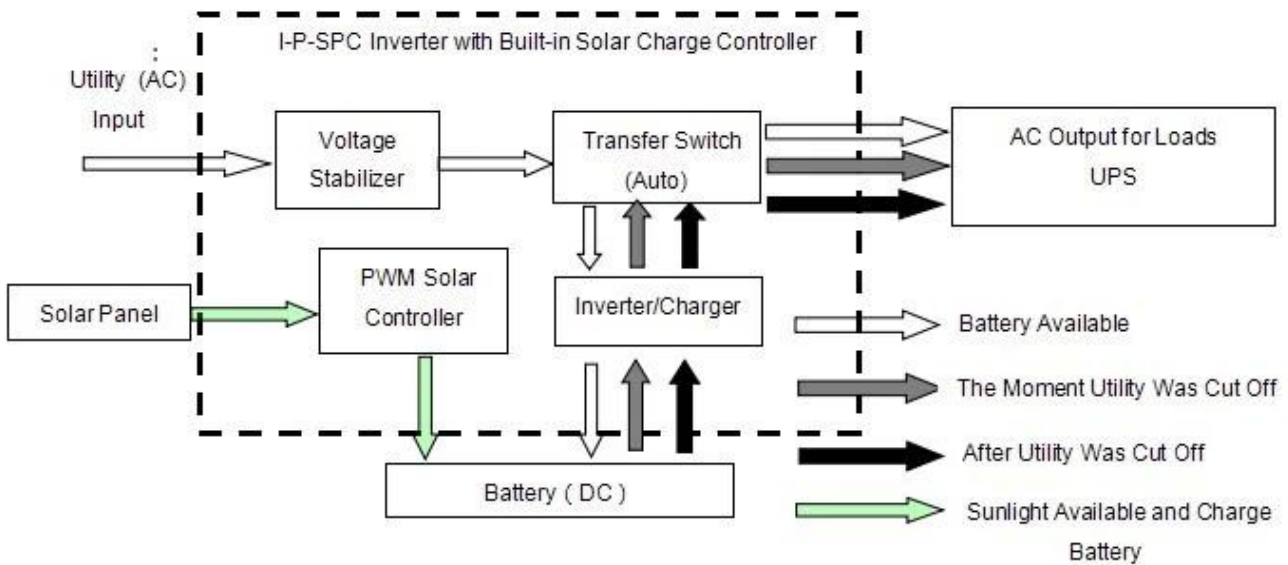 I-P-SPC Inverter with Built-in Solar Charge Controller
:
Utility (AC)
Input
Voltage
Stabilizer
Transfer Switch
(Auto)
AC Output for Loads
UPS
Solar Panel
PWM Solar
Controller
Inverter/Charger
Battery ( DC )
Battery Available
The Moment Utility Was Cut Off
After Utility Was Cut Off
Sunlight Available and Charge
Battery